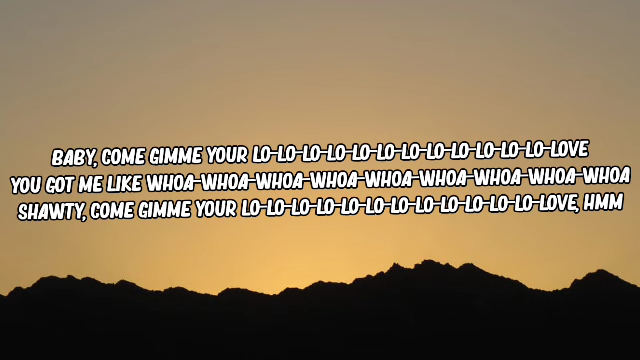 BABY, COME GIMME YOUR LO-LO-LO-LO-LO-LO-LO-LO-LO-LO-LO-LO-LOVE
YOU GOT ME LIKE WHOA-WHOA-WHOA-WHOA-WHOA-WHOA-WHOA-WHOA-WHOA
SHAWTY, COME GIMME YOUR LO-LO-LO-LO-LO-LO-LO-LO-LO-LO-LO-LO-LOVE, HMM